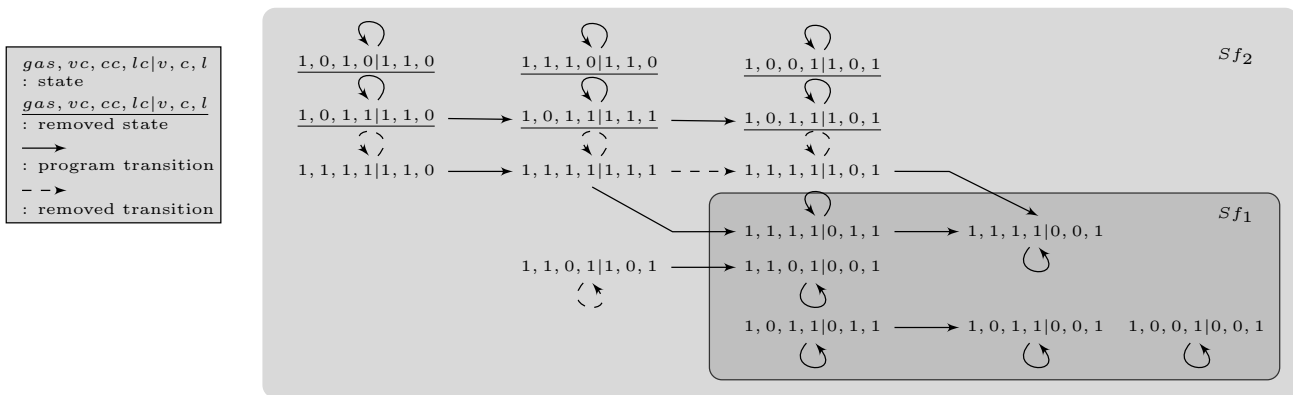 gas, vc, cc, lc|v, c, l
: state
gas, vc, cc, lc|v, c, l
: removed state
: program transition
: removed transition
Sf2
1, 0, 1, 0|1, 1, 0
1, 1, 1, 0|1, 1, 0
1, 0, 0, 1|1, 0, 1
1, 0, 1, 1|1, 1, 0
1, 0, 1, 1|1, 1, 1
1, 0, 1, 1|1, 0, 1
1, 1, 1, 1|1, 1, 0
1, 1, 1, 1|1, 1, 1
1, 1, 1, 1|1, 0, 1
Sf1
1, 1, 1, 1|0, 1, 1
1, 1, 1, 1|0, 0, 1
1, 1, 0, 1|1, 0, 1
1, 1, 0, 1|0, 0, 1
1, 0, 1, 1|0, 1, 1
1, 0, 1, 1|0, 0, 1
1, 0, 0, 1|0, 0, 1